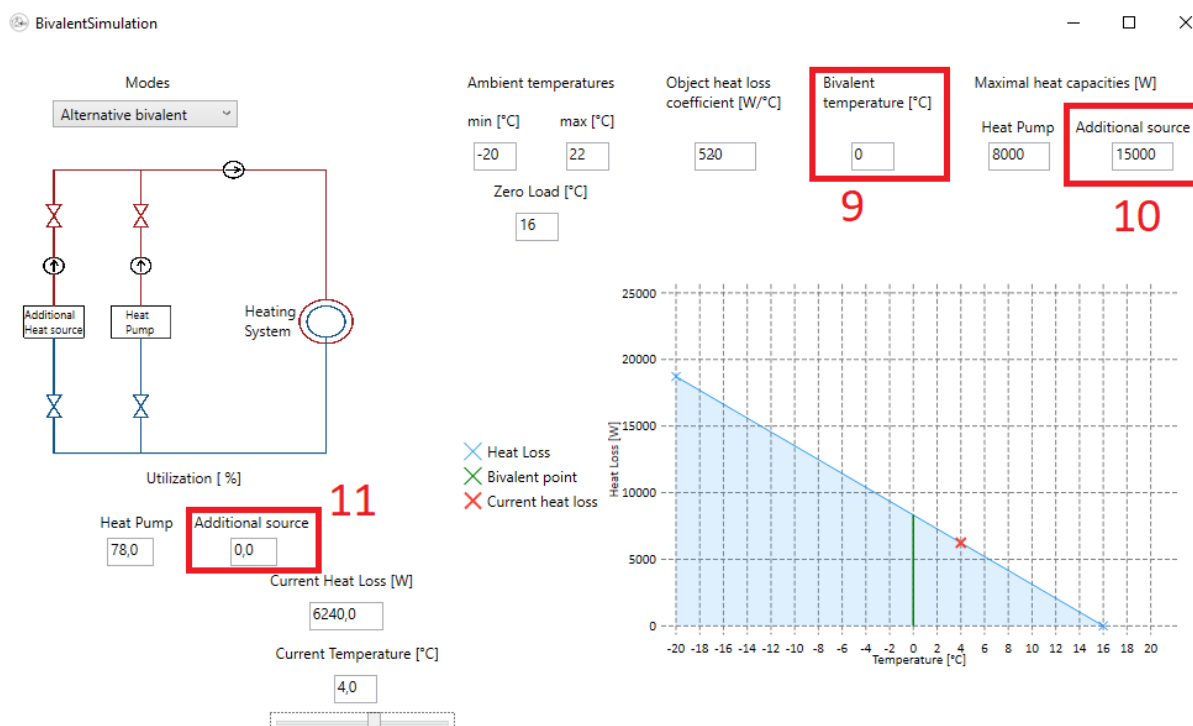 BivalentSimulation
Modes
Alternative bivalent
Ambient temperatures
min [°C] max [°C]
-20 22
Zero Load [°C]
16
Object heat loss
coefficient [W/°C]
520
Bivalent
temperature [°C]
0
9
Maximal heat capacities [W]
Heat Pump Additional source
8000 15000
10
Additional
Heat source
Heat
Pump
Heating
System
Utilization [ %]
Heat Pump Additional source
78,0 0,0
11
Current Heat Loss [W]
6240,0
Current Temperature [°C]
4,0
Heat Loss
Bivalent point
Current heat loss
Heat Loss [W]
25000
20000
15000
10000
5000
0
-20 -18 -16 -14 -12 -10 -8 -6 -4 -2 0 2 4 6 8 10 12 14 16 18 20
Temperature [°C]